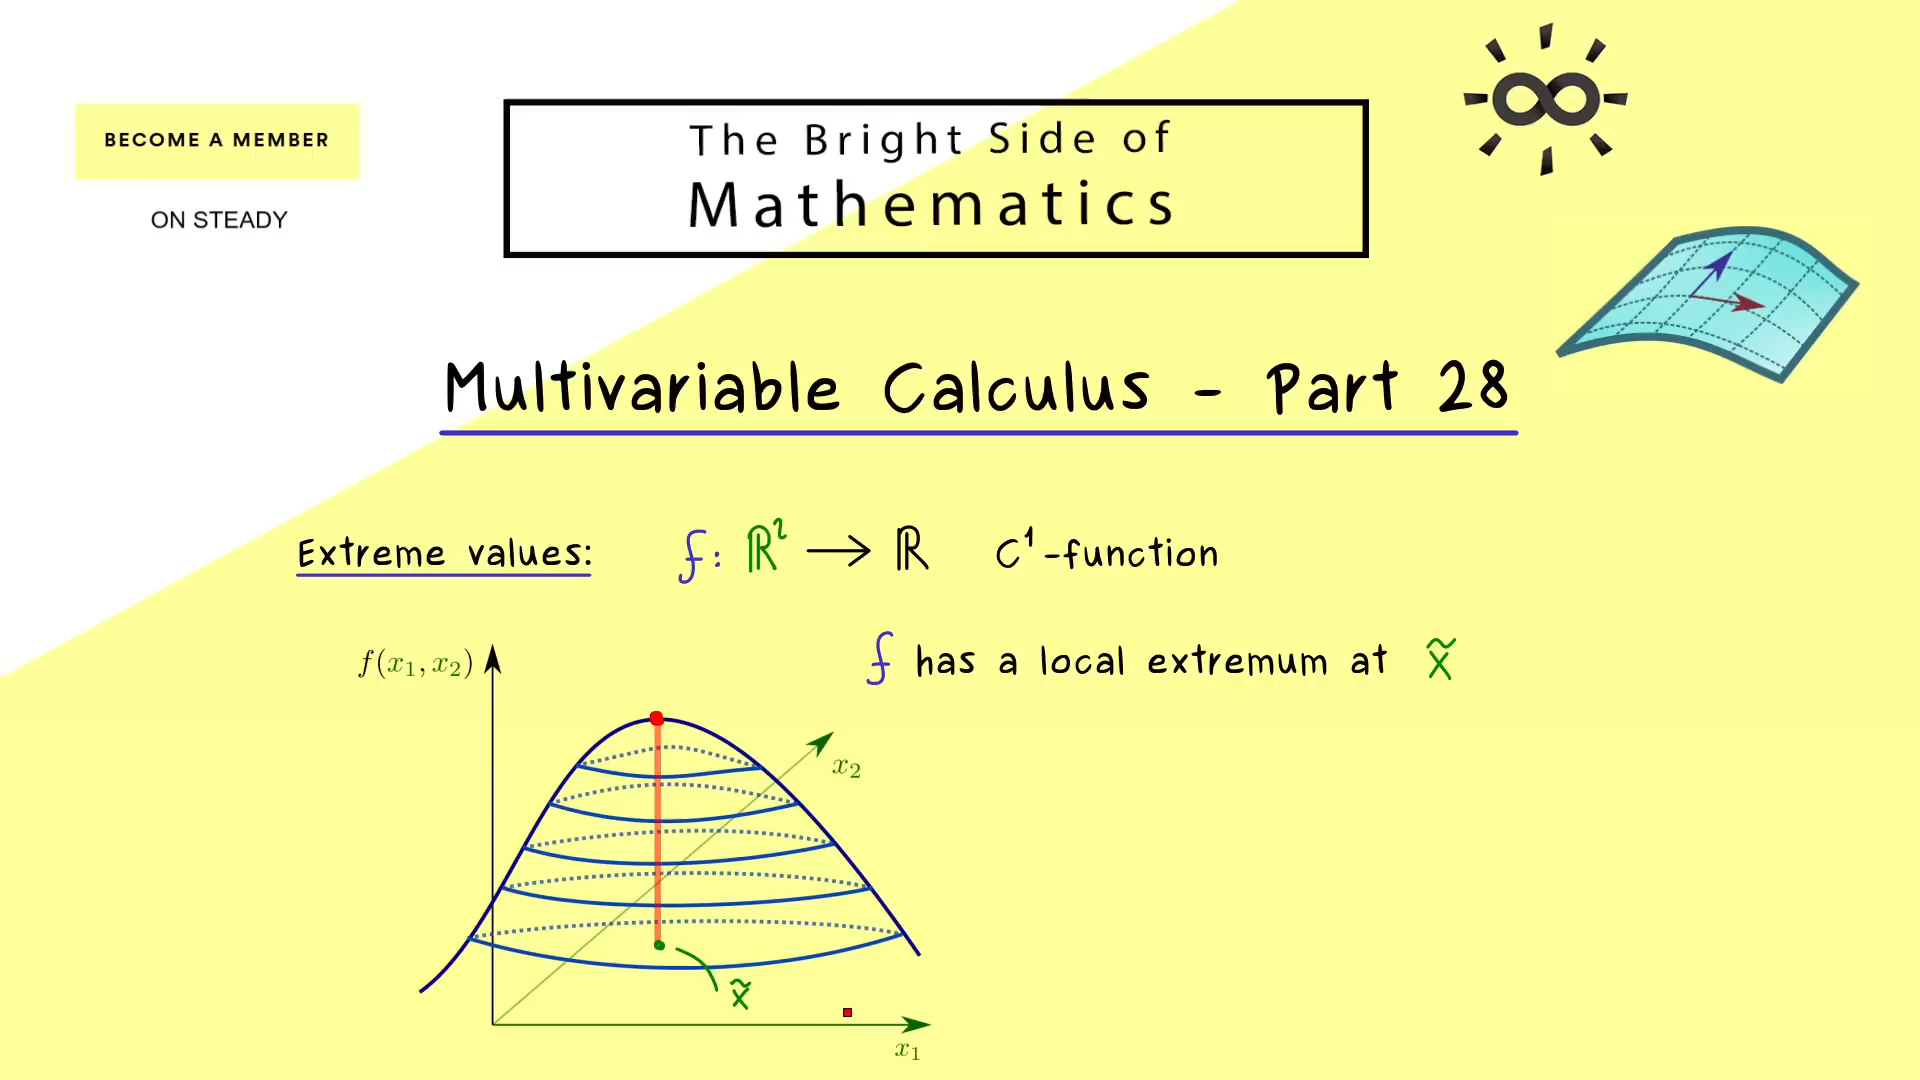 BECOME A MEMBER
ON STEADY
The Bright Side of
Mathematics
Multivariable Calculus - Part 28
Extreme values: f: ℝ² → ℝ C¹-function
f has a local extremum at x̃
f(x₁, x₂)
x₂
x̃
x₁